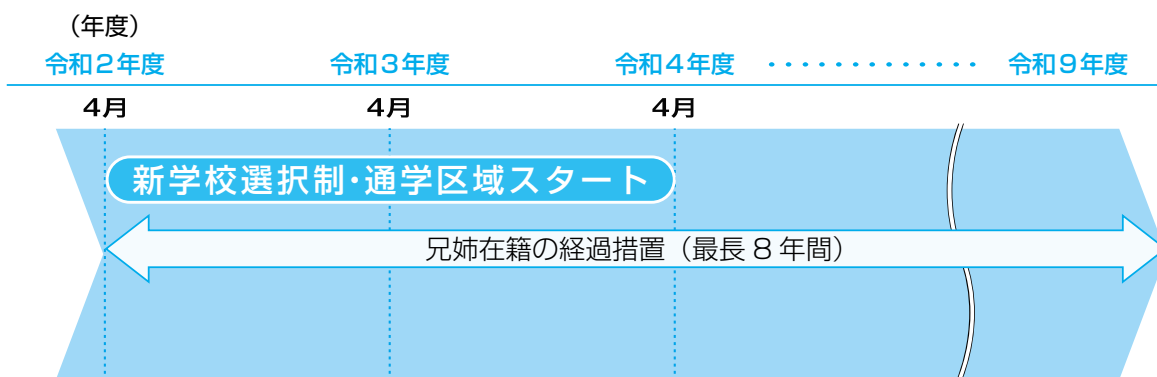 （年度）
令和２年度 令和３年度 令和４年度 ・・・・・・・・・・・・・ 令和９年度
４月 ４月 ４月
新学校選択制・通学区域スタート
兄姉在籍の経過措置（最長 8 年間）